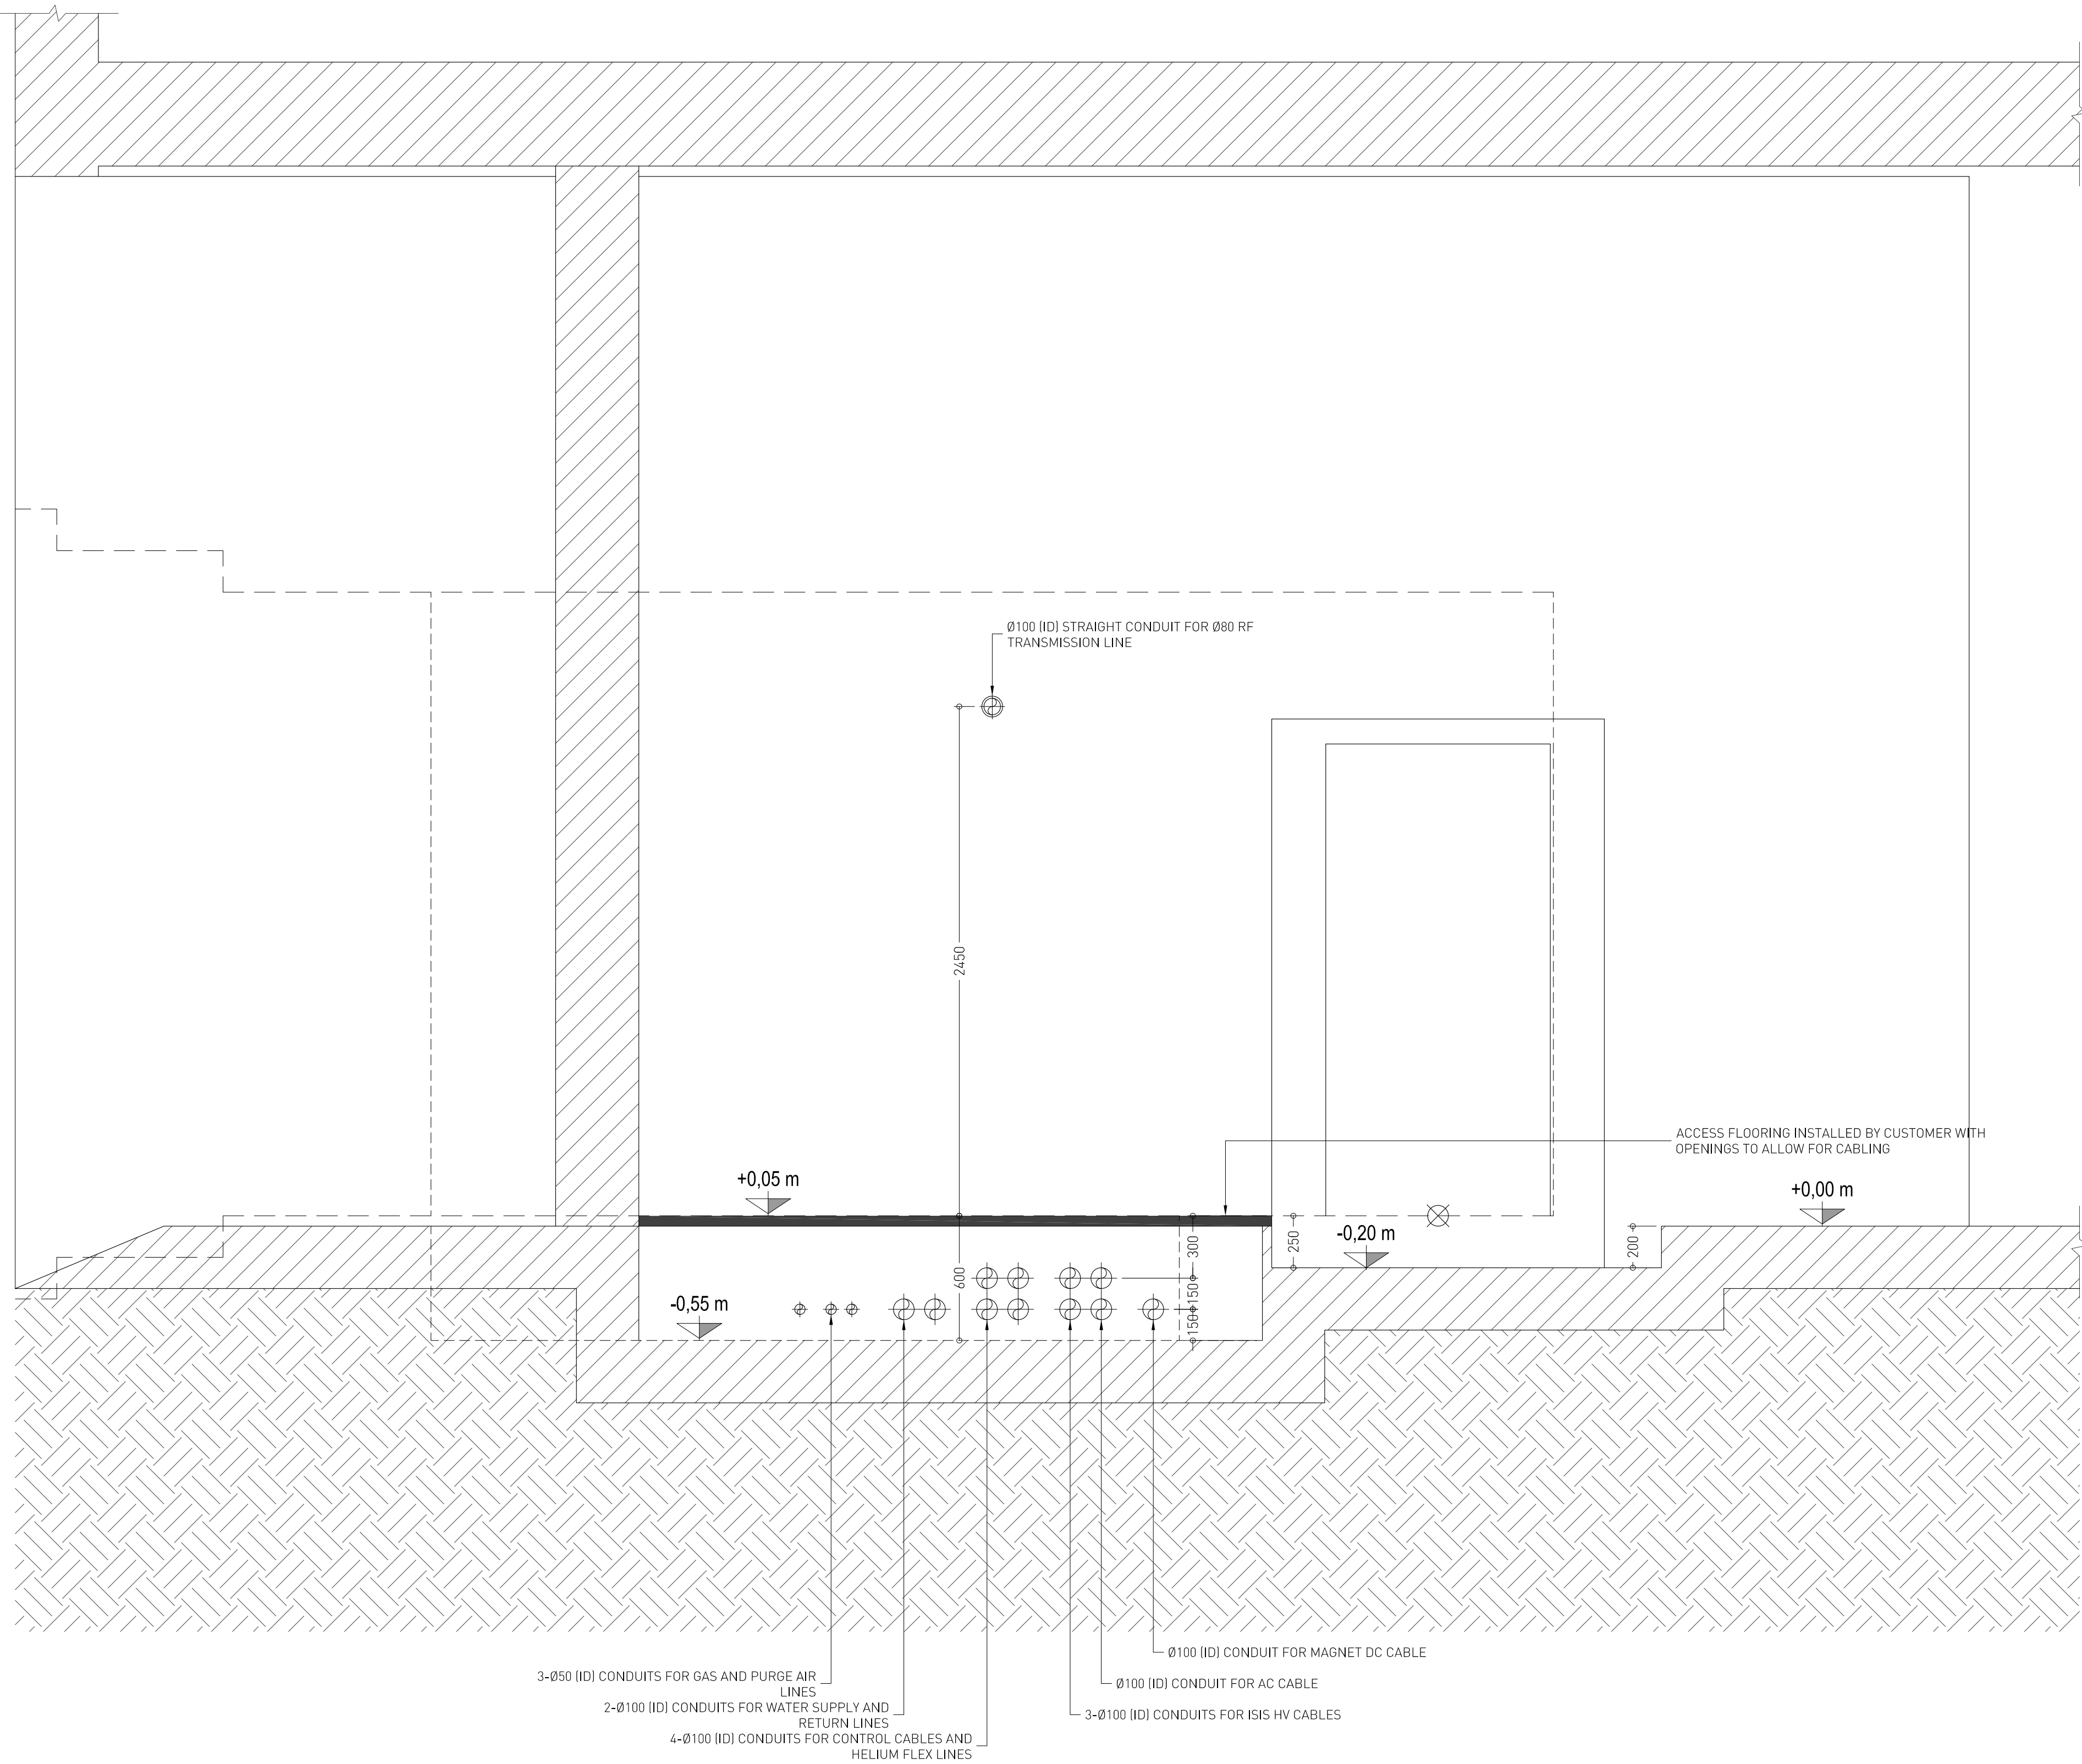 Ø100 (ID) STRAIGHT CONDUIT FOR Ø80 RF
TRANSMISSION LINE
2450
ACCESS FLOORING INSTALLED BY CUSTOMER WITH
OPENINGS TO ALLOW FOR CABLING
+0,05 m
+0,00 m
-0,20 m
250
200
300
600
150
150
-0,55 m
Ø100 (ID) CONDUIT FOR MAGNET DC CABLE
3-Ø50 (ID) CONDUITS FOR GAS AND PURGE AIR
LINES
Ø100 (ID) CONDUIT FOR AC CABLE
2-Ø100 (ID) CONDUITS FOR WATER SUPPLY AND
RETURN LINES
3-Ø100 (ID) CONDUITS FOR ISIS HV CABLES
4-Ø100 (ID) CONDUITS FOR CONTROL CABLES AND
HELIUM FLEX LINES